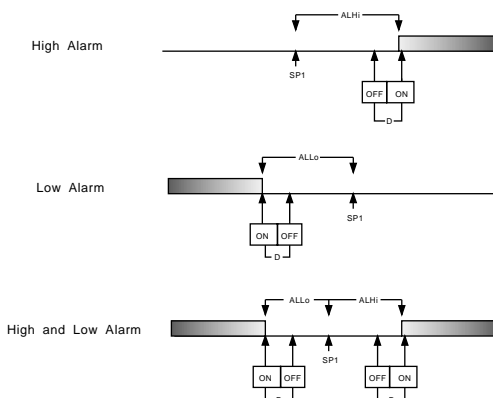 ALHi
High Alarm
SP1
OFF ON
D
ALLo
Low Alarm
SP1
ON OFF
D
ALLo ALHi
High and Low Alarm
SP1
ON OFF OFF ON